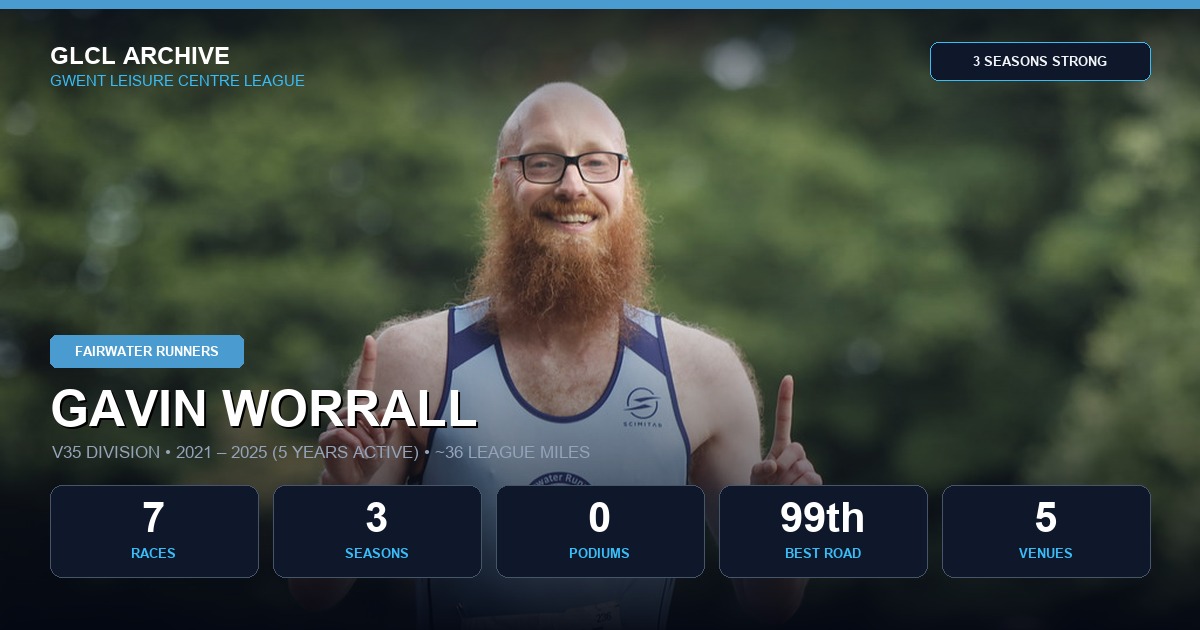 GLCL ARCHIVE
GWENT LEISURE CENTRE LEAGUE
3 SEASONS STRONG
FAIRWATER RUNNERS
GAVIN WORRALL
V35 DIVISION • 2021 – 2025 (5 YEARS ACTIVE) • ~36 LEAGUE MILES
SCIMITAR
7
RACES
3
SEASONS
0
PODIUMS
99th
BEST ROAD
5
VENUES